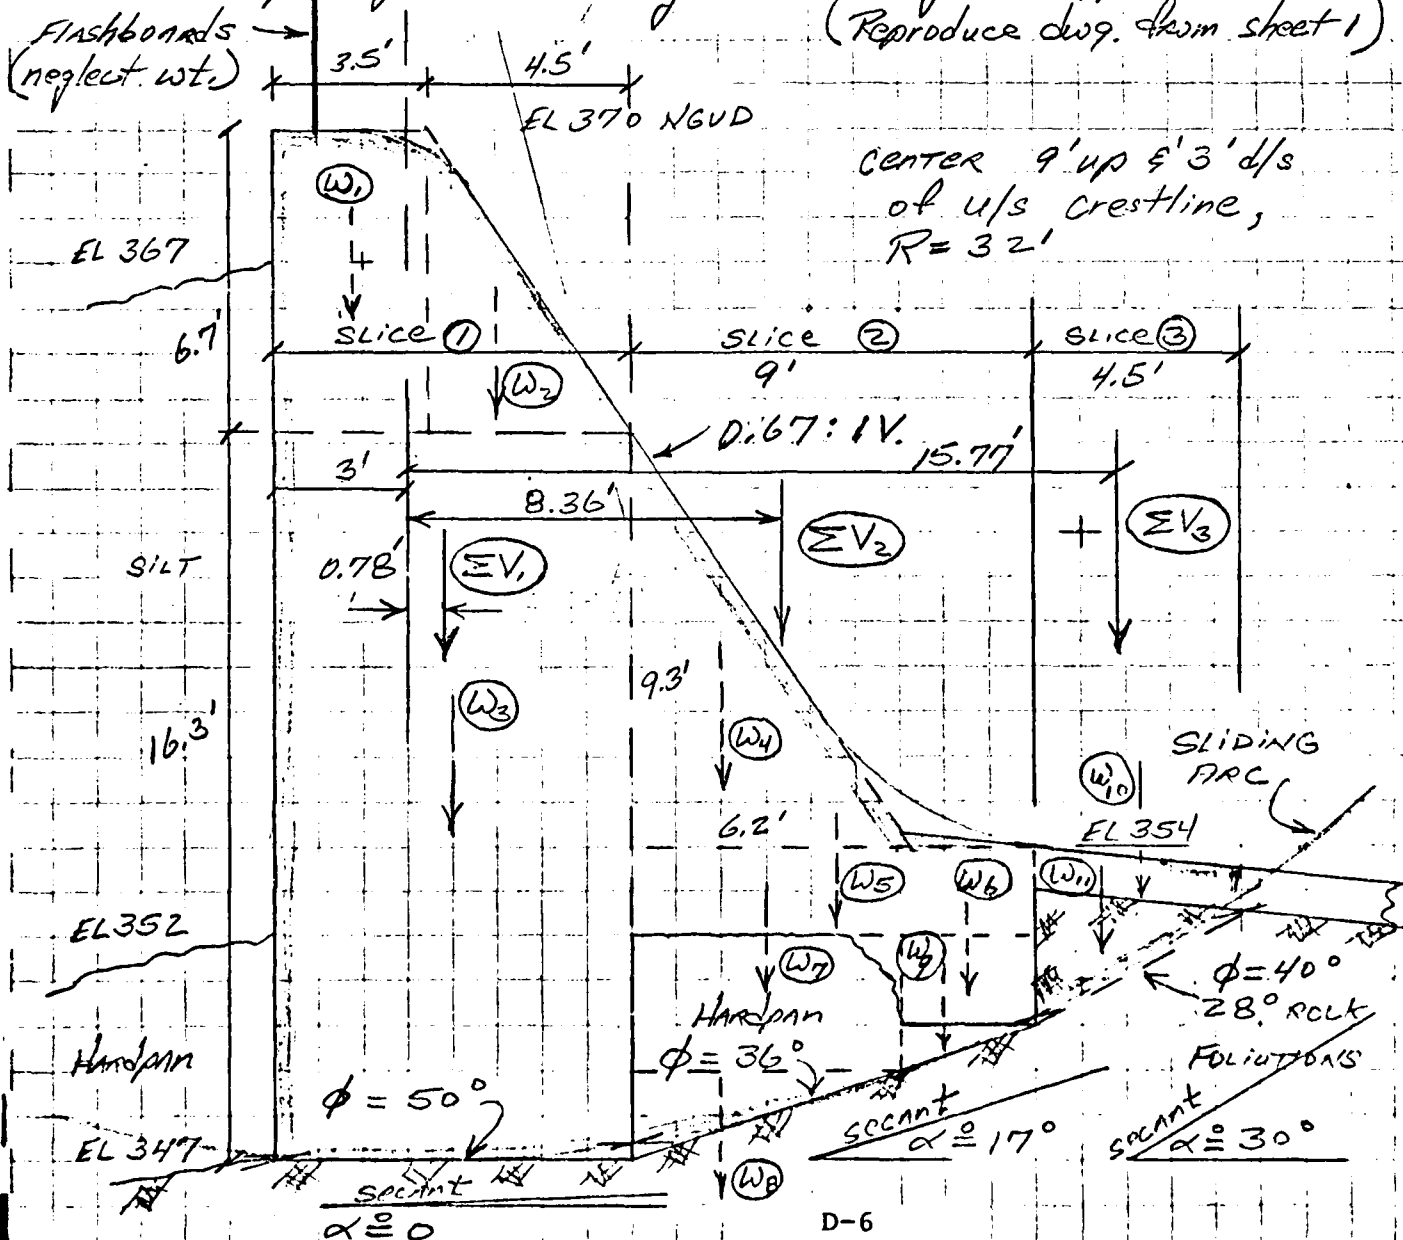 (Reproduce dwg. from sheet 1)
Flashboards
(neglect wt.)
3.5'
4.5'
EL 370 NGVD
CENTER 9' up & 3' d/s
of u/s crestline,
R = 32'
W1
EL 367
6.7'
SLICE ①
SLICE ②
9'
SLICE ③
4.5'
W2
0.67 : 1 V.
15.77'
3'
8.36'
ΣV2
ΣV3
SILT
0.78'
ΣV1
9.3'
W3
16.3'
W4
SLIDING
ARC
W10
6.2'
EL 354
W5
W6
W11
EL 352
W7
W9
φ = 40°
28° ROCK
FOLIATIONS
Hardpan
φ = 36°
Hardpan
φ = 50°
secant
α ≅ 17°
secant
α ≅ 30°
EL 347
W8
secant
α ≅ 0
D-6